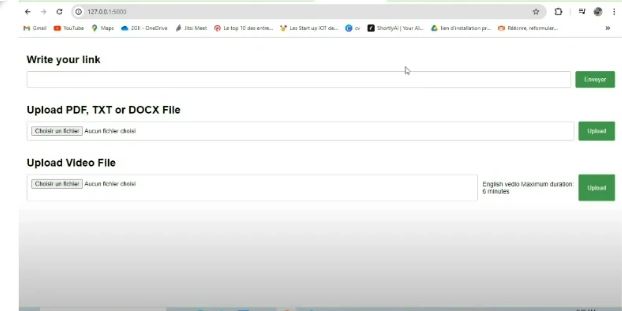 127.0.0.1:5000
Gmail YouTube Maps 2GII - OneDrive Jitsi Meet Le top 10 des entre... Les Start up IOT de... cv ShortlyAI | Your AI... lien d'installation pr... Réécrire, reformuler... »
Write your link
Envoyer
Upload PDF, TXT or DOCX File
Choisir un fichier Aucun fichier choisi
Upload
Upload Video File
Choisir un fichier Aucun fichier choisi
English vedio Maximum duration:
6 minutes
Upload